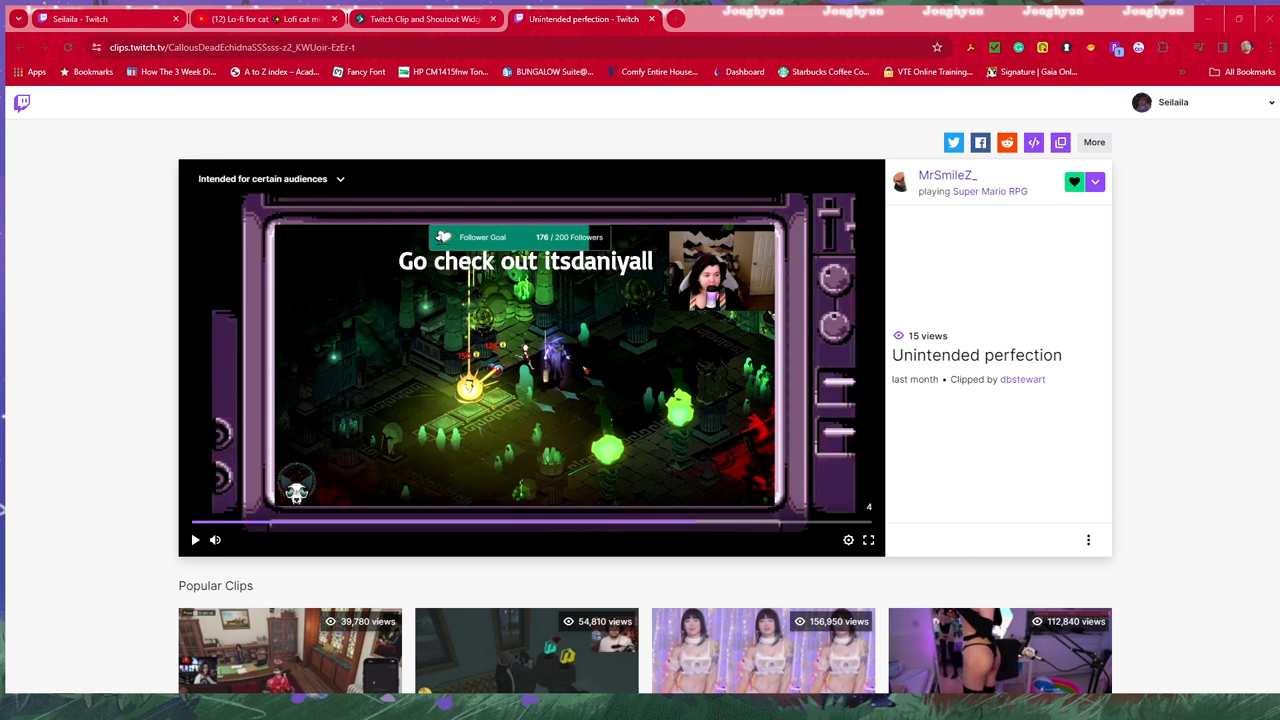 Jonghyun Jonghyun Jonghyun Jonghyun Jonghyun
Seilaila - Twitch
(12) Lo-fi for cat
Lofi cat mi
Twitch Clip and Shoutout Widg
Unintended perfection - Twitch
clips.twitch.tv/CallousDeadEchidnaSSSsss-z2_KWUoir-EzEr-t
Apps
Bookmarks
How The 3 Week Di...
A to Z index – Acad...
Fancy Font
HP CM1415fnw Ton...
BUNGALOW Suite@...
Comfy Entire House...
Dashboard
Starbucks Coffee Co...
VTE Online Training...
Signature | Gaia Onl...
All Bookmarks
Seilaila
More
Intended for certain audiences
MrSmileZ_
playing Super Mario RPG
Follower Goal 176 / 200 Followers
Go check out itsdaniyall
15 views
Unintended perfection
last month • Clipped by dbstewart
4
Popular Clips
39,780 views
54,810 views
156,950 views
112,840 views